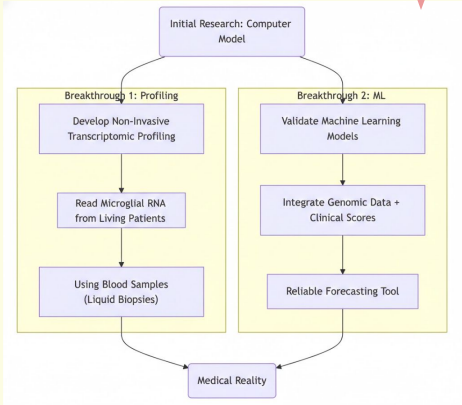 Initial Research: Computer
Model
Breakthrough 1: Profiling
Develop Non-Invasive
Transcriptomic Profiling
Read Microglial RNA
from Living Patients
Using Blood Samples
(Liquid Biopsies)
Breakthrough 2: ML
Validate Machine Learning
Models
Integrate Genomic Data +
Clinical Scores
Reliable Forecasting Tool
Medical Reality